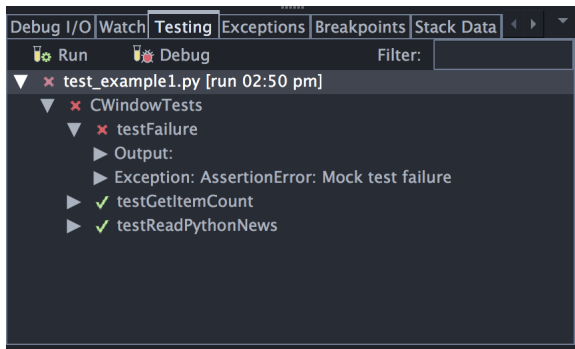 Debug I/O Watch Testing Exceptions Breakpoints Stack Data
Run Debug Filter:
test_example1.py [run 02:50 pm]
CWindowTests
testFailure
Output:
Exception: AssertionError: Mock test failure
testGetItemCount
testReadPythonNews